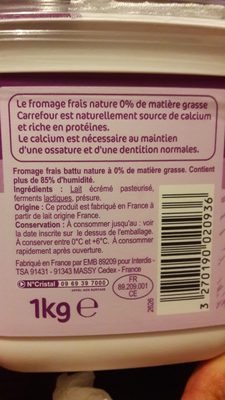 Le fromage frais nature 0% de matière grasse
Carrefour est naturellement source de calcium
et riche en protéines.
Le calcium est nécessaire au maintien
d'une ossature et d'une dentition normales.
Fromage frais battu nature à 0% de matière grasse. Contient
plus de 85% d'humidité.
Ingrédients : Lait écrémé pasteurisé,
ferments lactiques, présure.
Origine : Ce produit est fabriqué en France à
partir de lait origine France.
Conservation : À consommer jusqu'au : voir
la date inscrite sur le dessus de l'emballage.
À conserver entre 0°C et +6°C. À consommer
rapidement après ouverture.
Fabriqué en France par EMB 89209 pour Interdis -
TSA 91431 - 91343 MASSY Cedex - France
N°Cristal 09 69 39 7000
APPEL NON SURTAXÉ
FR
89.209.001
CE
1kg e
2026
3270190020936